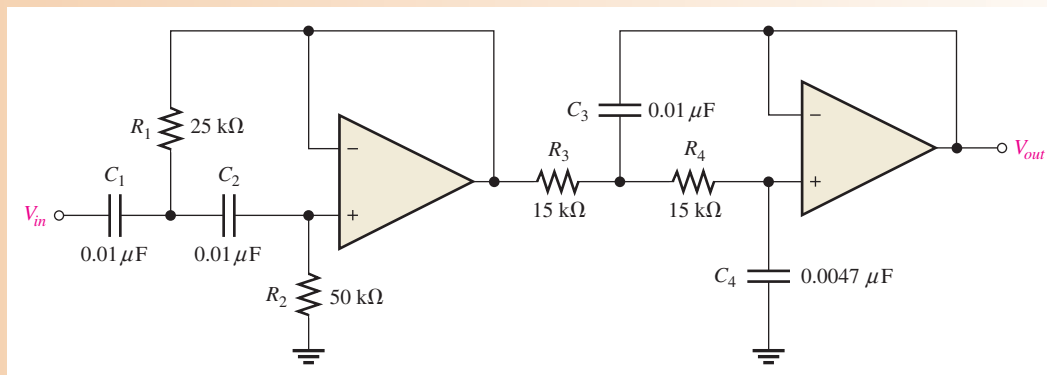 R1 25 kΩ
C1
C2
Vin
0.01 μF
0.01 μF
−
+
R2 50 kΩ
R3
15 kΩ
C3 0.01 μF
R4
15 kΩ
−
+
Vout
C4 0.0047 μF